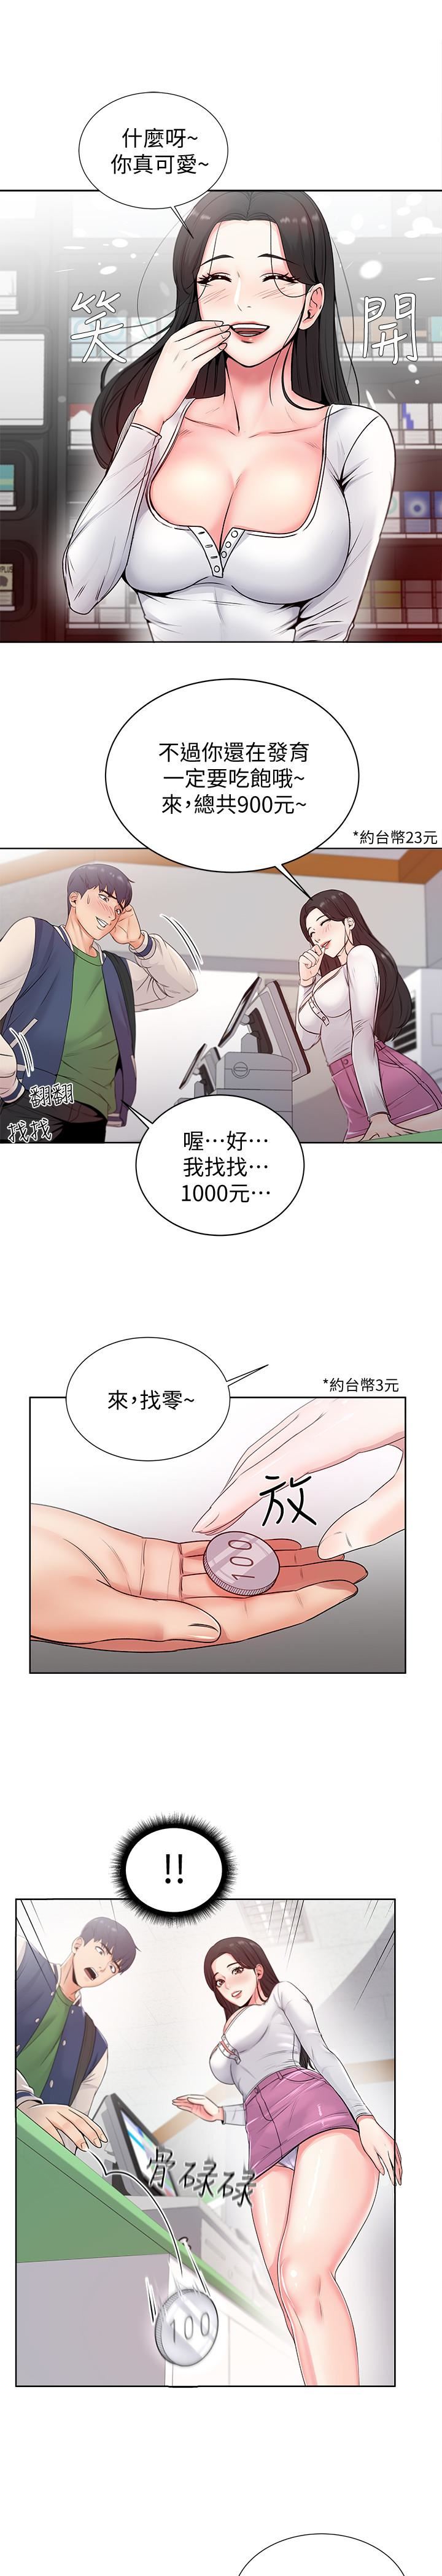 什麼呀~
你真可愛~
笑
開
不過你還在發育
一定要吃飽哦~
來，總共900元~
*約台幣23元
翻翻
找找
喔…好…
我找找…
1000元…
*約台幣3元
來，找零~
放
100
!!
骨碌碌
100